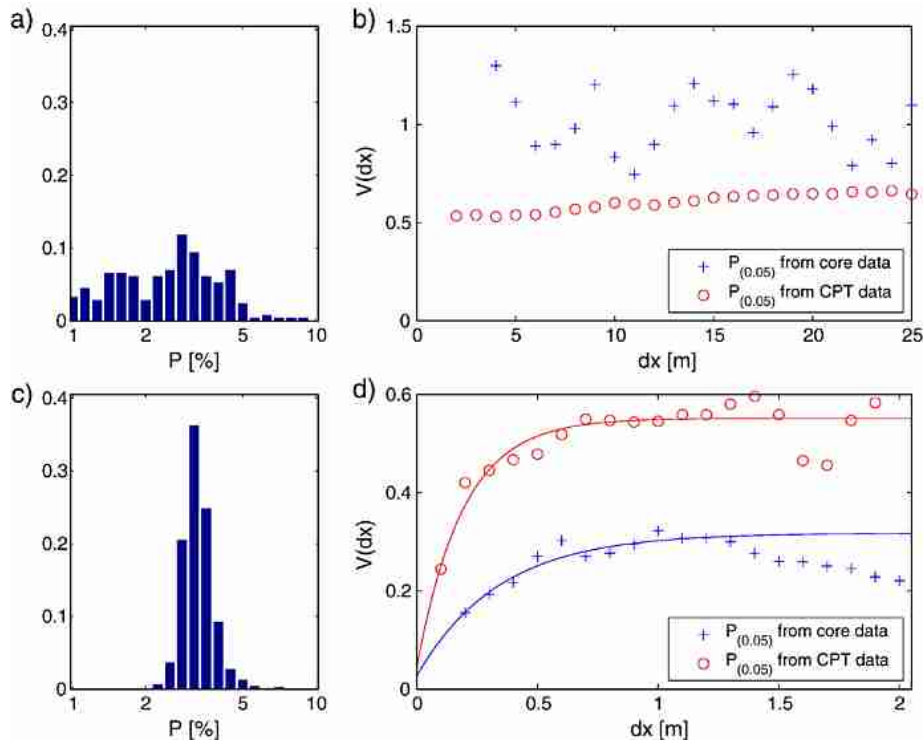 a)
0.4
0.3
0.2
0.1
0
1
2
5
10
P [%]
b)
1.5
1
0.5
0
0
5
10
15
20
25
V(dx)
dx [m]
P(0.05) from core data
P(0.05) from CPT data
c)
0.4
0.3
0.2
0.1
0
1
2
5
10
P [%]
d)
0.6
0.4
0.2
0
0
0.5
1
1.5
2
V(dx)
dx [m]
P(0.05) from core data
P(0.05) from CPT data